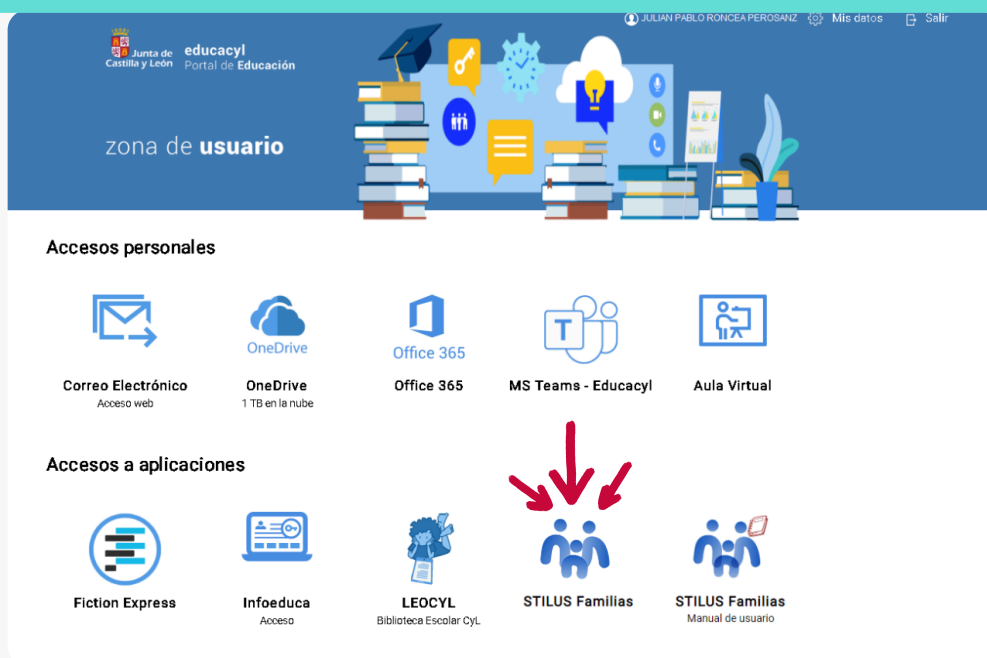 JULIAN PABLO RONCEA PEROSANZ Mis datos Salir
Junta de
Castilla y León
educacyl
Portal de Educación
zona de usuario
Accesos personales
OneDrive
Office 365
T
Correo Electrónico
Acceso web
OneDrive
1 TB en la nube
Office 365
MS Teams - Educacyl
Aula Virtual
Accesos a aplicaciones
Fiction Express
Infoeduca
Acceso
LEOCYL
Biblioteca Escolar CyL
STILUS Familias
STILUS Familias
Manual de usuario